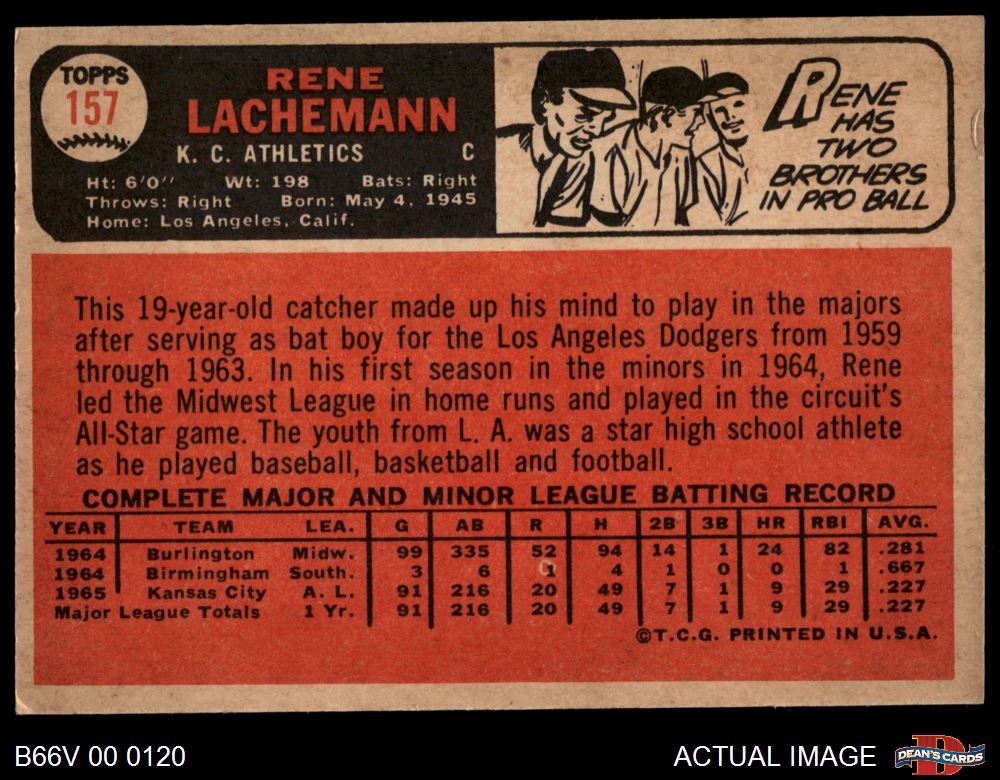 TOPPS
157
RENE
LACHEMANN
K. C. ATHLETICS C
Ht: 6'0" Wt: 198 Bats: Right
Throws: Right Born: May 4, 1945
Home: Los Angeles, Calif.
RENE
HAS
TWO
BROTHERS
IN PRO BALL
This 19-year-old catcher made up his mind to play in the majors
after serving as bat boy for the Los Angeles Dodgers from 1959
through 1963. In his first season in the minors in 1964, Rene
led the Midwest League in home runs and played in the circuit's
All-Star game. The youth from L. A. was a star high school athlete
as he played baseball, basketball and football.
COMPLETE MAJOR AND MINOR LEAGUE BATTING RECORD
YEAR TEAM LEA. G AB R H 2B 3B HR RBI AVG.
1964 Burlington Midw. 99 335 52 94 14 1 24 82 .281
1964 Birmingham South. 3 6 1 4 1 0 0 1 .667
1965 Kansas City A. L. 91 216 20 49 7 1 9 29 .227
Major League Totals 1 Yr. 91 216 20 49 7 1 9 29 .227
©T.C.G. PRINTED IN U.S.A.
B66V 00 0120
ACTUAL IMAGE
DEAN'S CARDS